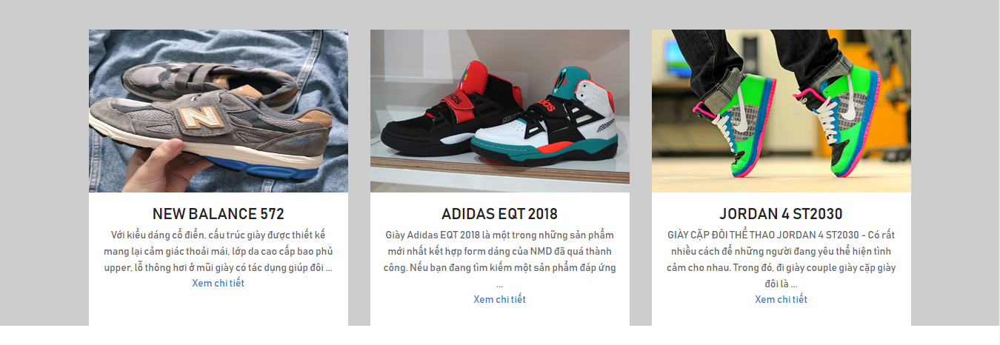 NEW BALANCE 572
Với kiểu dáng cổ điển, cấu trúc giày được thiết kế
mang lại cảm giác thoải mái, lớp da cao cấp bao phủ
upper, lỗ thông hơi ở mũi giày có tác dụng giúp đôi ...
Xem chi tiết
ADIDAS EQT 2018
Giày Adidas EQT 2018 là một trong những sản phẩm
mới nhất kết hợp form dáng của NMD đã quá thành
công. Nếu bạn đang tìm kiếm một sản phẩm đáp ứng
...
Xem chi tiết
JORDAN 4 ST2030
GIÀY CẶP ĐÔI THỂ THAO JORDAN 4 ST2030 - Có rất
nhiều cách để những người đang yêu thể hiện tình
cảm cho nhau. Trong đó, đi giày couple giày cặp giày
đôi là ...
Xem chi tiết